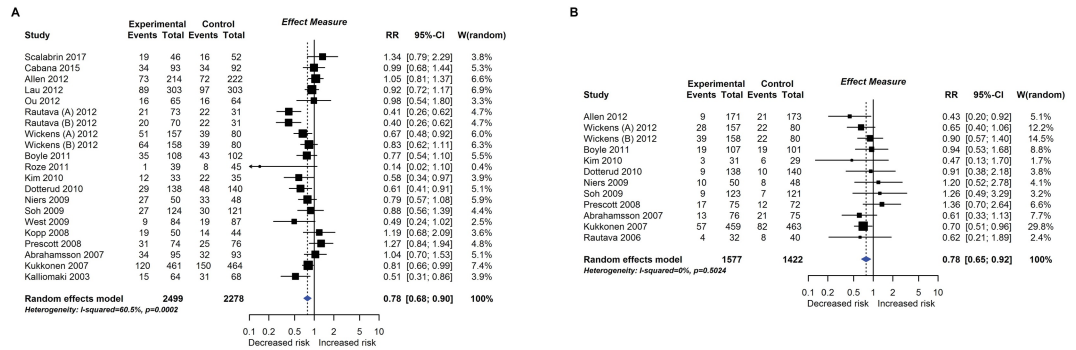 A
Experimental Control Effect Measure
Study Events Total Events Total RR 95%-CI W(random)
Scalabrin 2017 19 46 16 52 1.34 [0.79; 2.29] 3.8%
Cabana 2015 34 93 34 92 0.99 [0.68; 1.44] 5.4%
Allen 2012 73 214 72 222 1.05 [0.81; 1.37] 6.8%
Lau 2012 89 303 97 303 0.92 [0.72; 1.17] 7.1%
Ou 2012 16 65 16 64 0.98 [0.54; 1.80] 3.3%
Rautava (A) 2012 21 73 22 31 0.41 [0.26; 0.62] 4.7%
Rautava (B) 2012 20 70 22 31 0.40 [0.26; 0.62] 4.7%
Wickens (A) 2012 51 157 39 80 0.67 [0.48; 0.92] 6.0%
Wickens (B) 2012 64 158 39 80 0.83 [0.62; 1.11] 6.4%
Boyle 2011 35 108 43 102 0.77 [0.54; 1.10] 5.6%
Roze 2011 1 39 8 45 0.14 [0.02; 1.10] 0.4%
Kim 2010 12 33 22 35 0.58 [0.34; 0.97] 3.9%
Dotterud 2010 29 138 48 140 0.61 [0.41; 0.91] 5.1%
Niers 2009 27 50 33 48 0.79 [0.57; 1.08] 6.1%
Soh 2009 27 124 30 121 0.88 [0.56; 1.39] 4.5%
West 2009 9 84 19 87 0.49 [0.24; 1.02] 2.6%
Kopp 2008 19 50 14 44 1.19 [0.68; 2.09] 3.6%
Prescott 2008 31 74 25 76 1.27 [0.84; 1.94] 4.9%
Abrahamsson 2007 34 95 32 93 1.04 [0.70; 1.53] 5.2%
Kukkonen 2007 120 461 150 464 0.81 [0.66; 0.99] 7.7%
Kalliomaki 2003 15 64 31 68 0.51 [0.31; 0.86] 3.9%
Random effects model 2499 2278 0.78 [0.68; 0.90] 100%
Heterogeneity: I-squared=60.5%, p=0.0002
0.1 0.2 0.5 1 2 5 10
Decreased risk Increased risk
B
Experimental Control Effect Measure
Study Events Total Events Total RR 95%-CI W(random)
Allen 2012 9 171 21 173 0.43 [0.20; 0.92] 5.1%
Wickens (A) 2012 28 157 22 80 0.65 [0.40; 1.06] 12.2%
Wickens (B) 2012 39 158 22 80 0.90 [0.57; 1.40] 14.5%
Boyle 2011 19 107 19 101 0.94 [0.53; 1.68] 8.8%
Kim 2010 3 31 6 29 0.47 [0.13; 1.70] 1.7%
Dotterud 2010 9 138 10 140 0.91 [0.38; 2.18] 3.8%
Niers 2009 10 50 8 48 1.20 [0.52; 2.78] 4.1%
Soh 2009 9 123 7 121 1.26 [0.49; 3.29] 3.2%
Prescott 2008 17 75 12 72 1.36 [0.70; 2.64] 6.7%
Abrahamsson 2007 13 76 21 75 0.61 [0.33; 1.13] 7.7%
Kukkonen 2007 57 459 82 463 0.70 [0.51; 0.96] 29.8%
Rautava 2006 4 32 8 40 0.62 [0.21; 1.89] 2.4%
Random effects model 1577 1422 0.78 [0.65; 0.92] 100%
Heterogeneity: I-squared=0%, p=0.5024
0.1 0.2 0.5 1 2 5 10
Decreased risk Increased risk